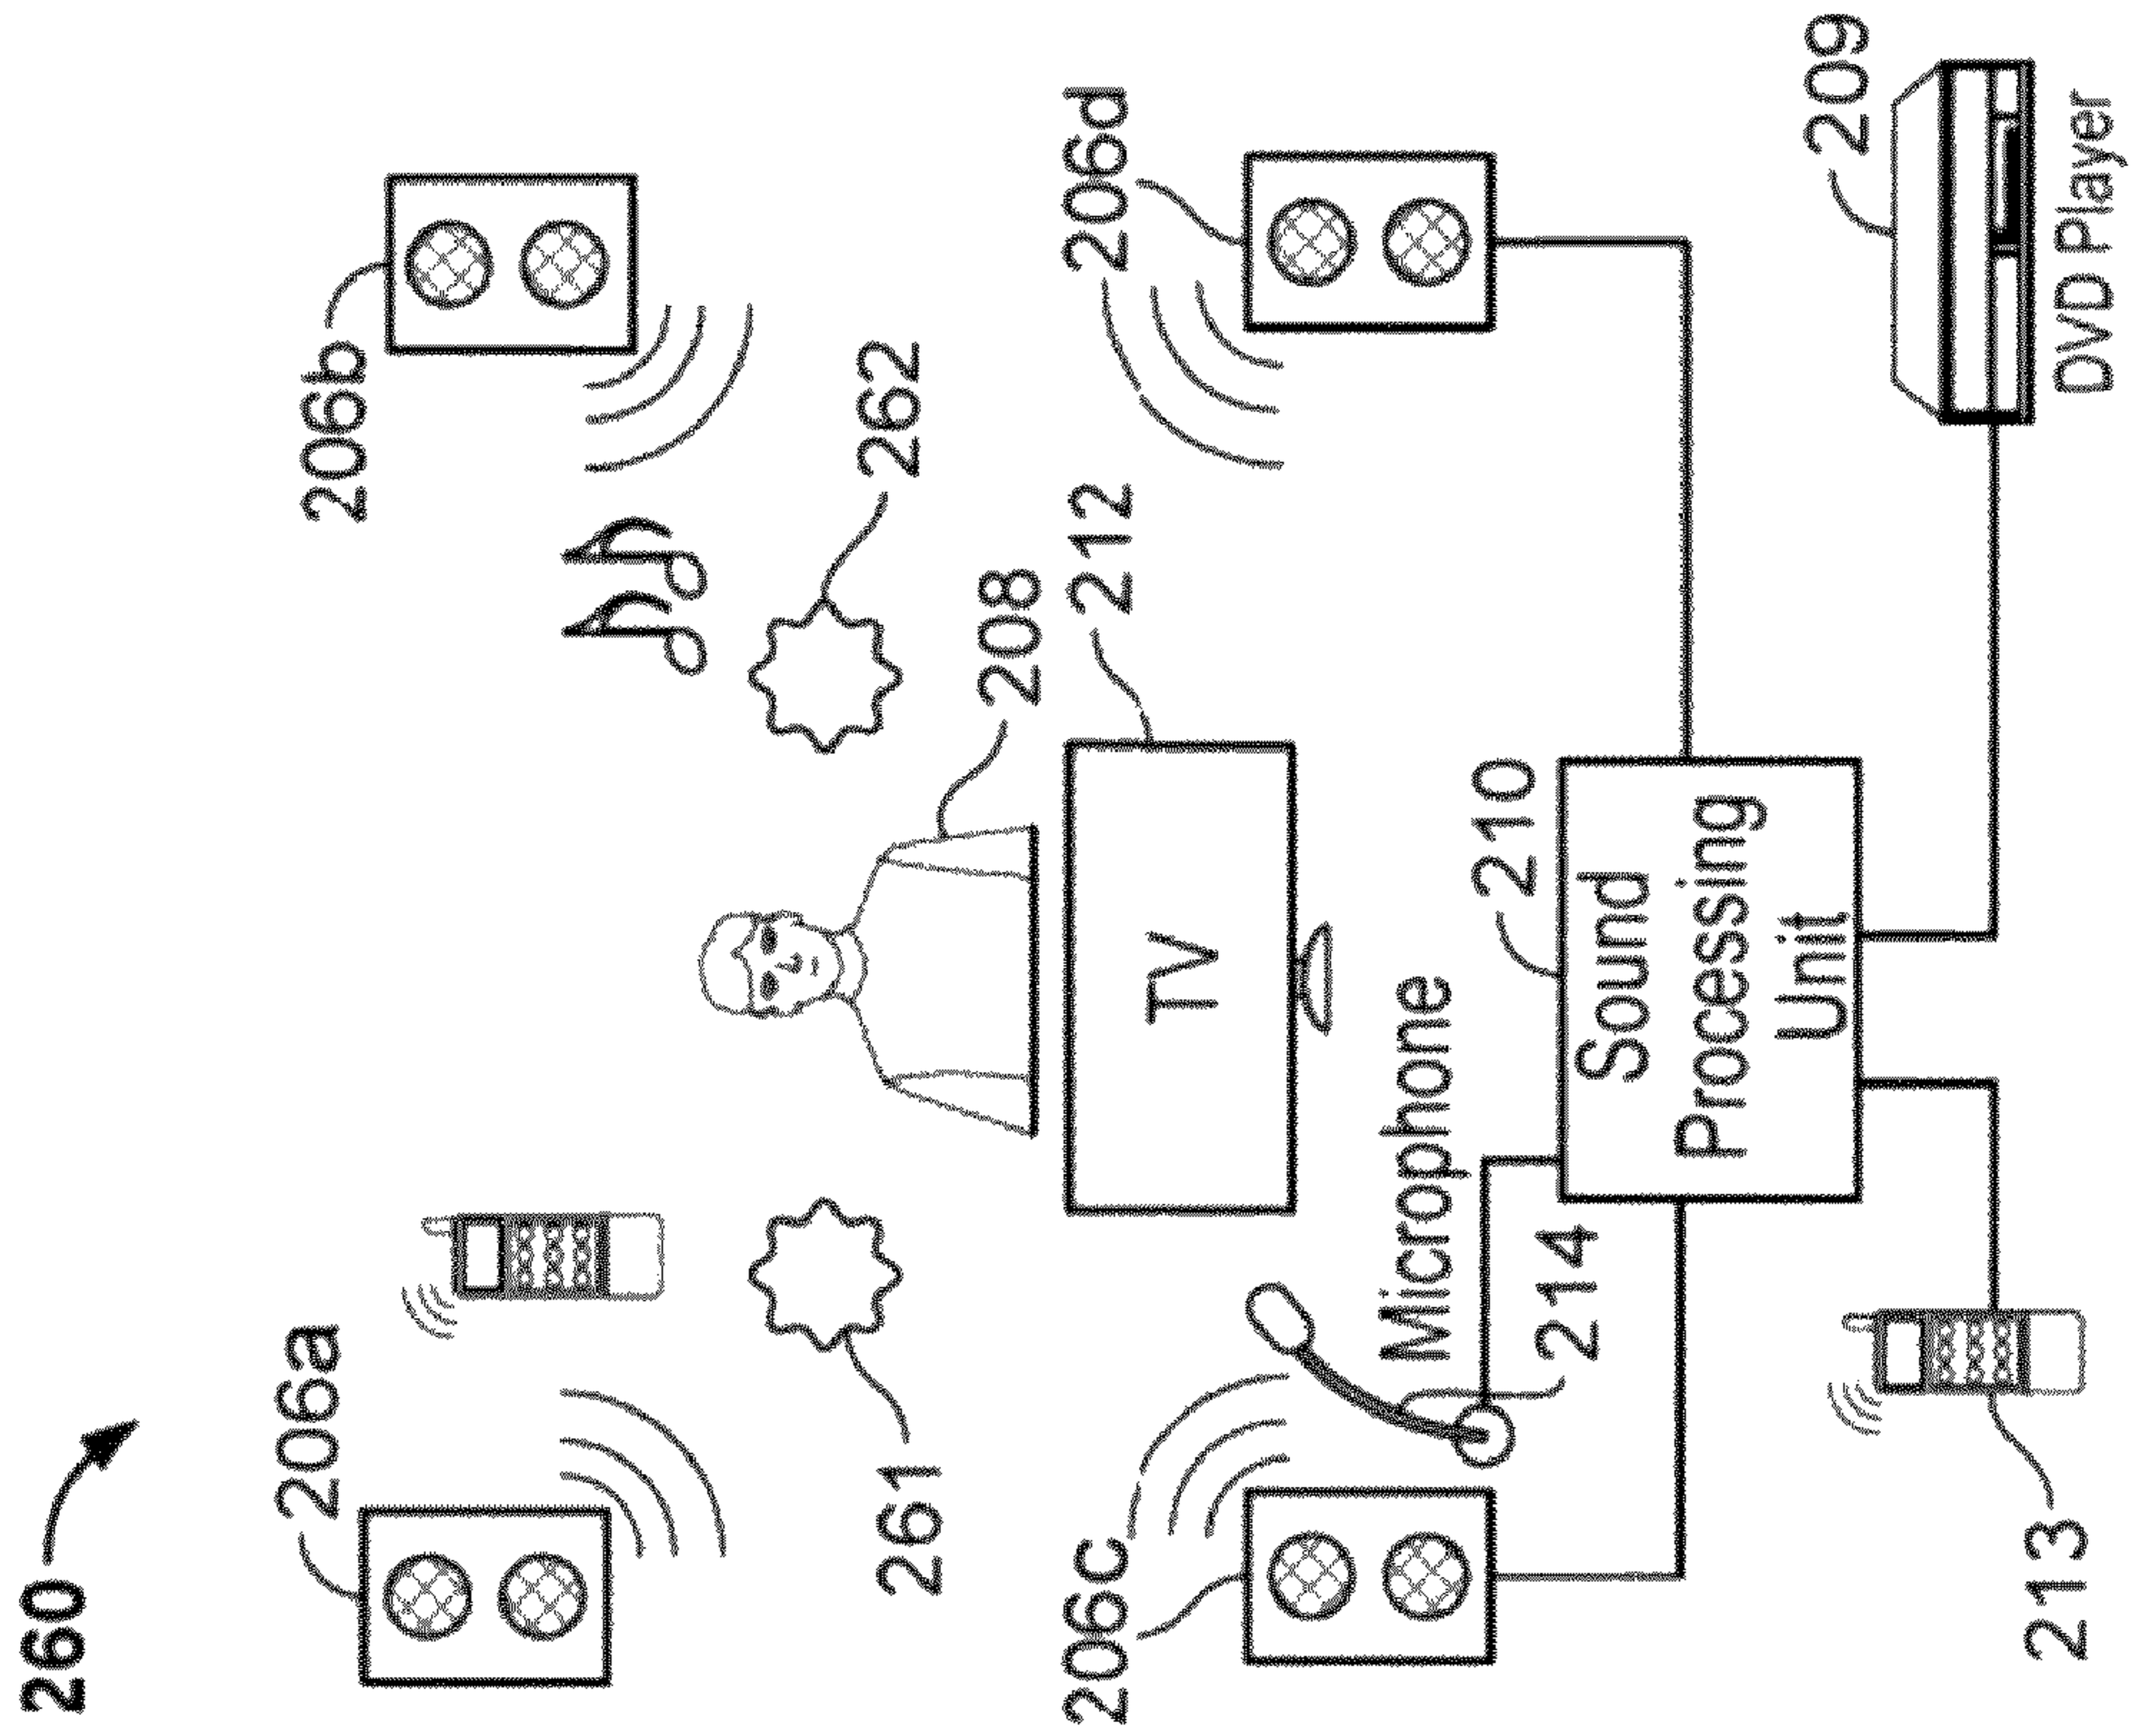 260
206a
206b
261
262
208
212
TV
206c
206d
Microphone
214
210
Sound
Processing
Unit
213
209
DVD Player